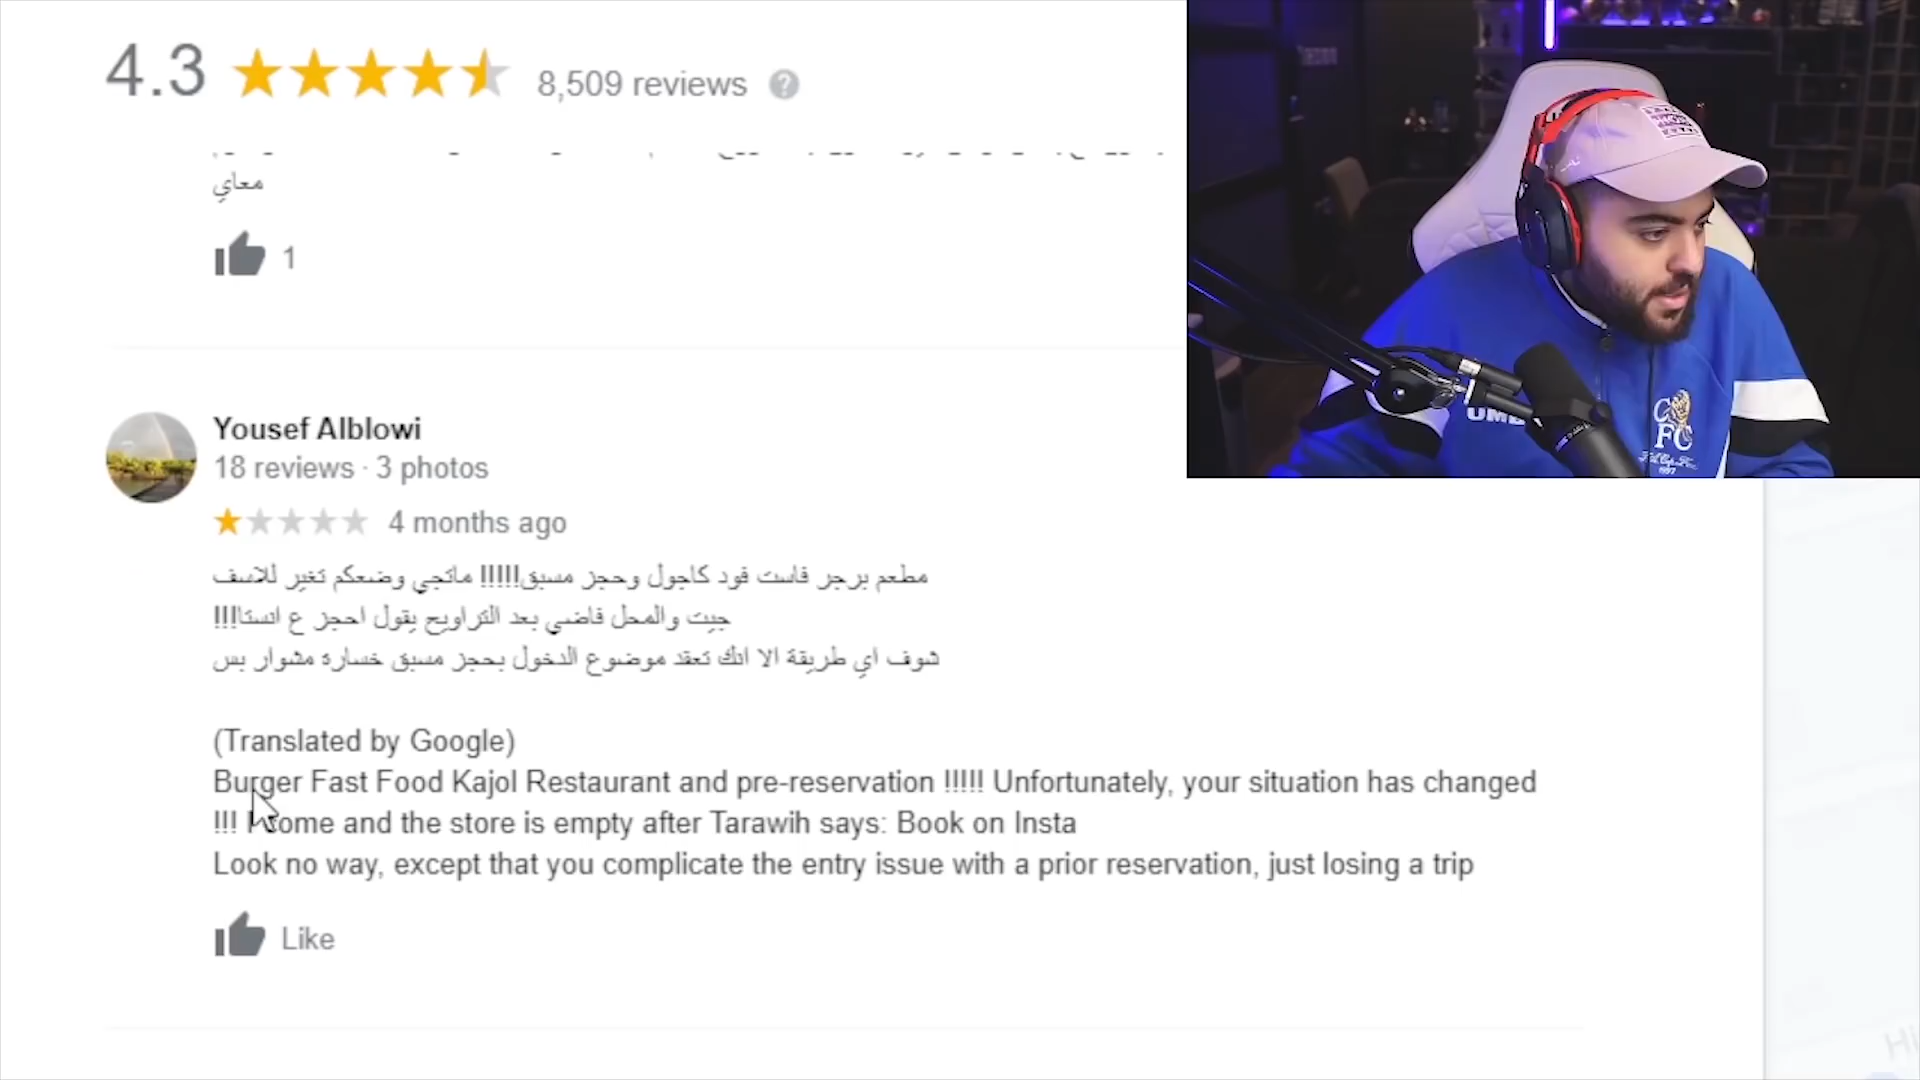 4.3 8,509 reviews
معاي
1
Yousef Alblowi
18 reviews · 3 photos
4 months ago
مطعم برجر فاست فود كاجول وحجز مسبق!!!!! ماتجي وضعكم تغير للاسف
جيت والمحل فاضي بعد التراويح يقول احجز ع انستا!!!
شوف اي طريقة الا انك تعقد موضوع الدخول بحجز مسبق خساره مشوار بس
(Translated by Google)
Burger Fast Food Kajol Restaurant and pre-reservation !!!!! Unfortunately, your situation has changed
!!! I come and the store is empty after Tarawih says: Book on Insta
Look no way, except that you complicate the entry issue with a prior reservation, just losing a trip
Like
CFC